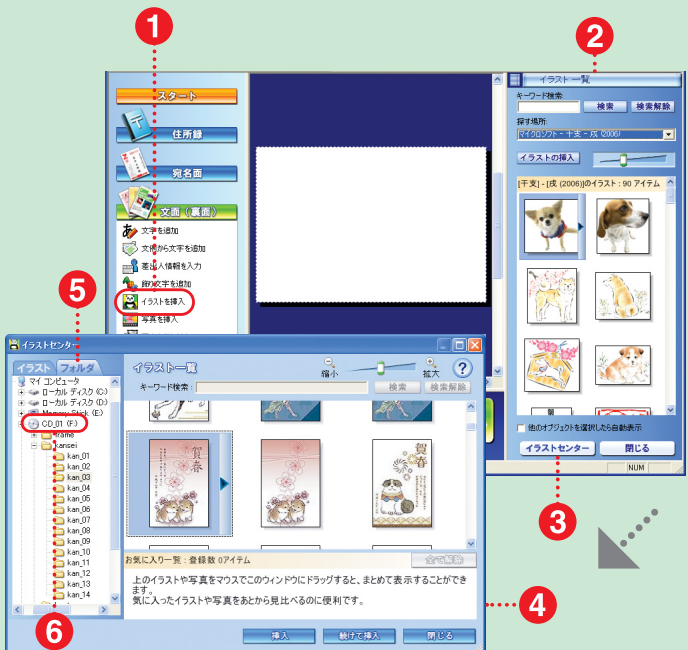 1
2
スタート
住所録
宛名面
文面（裏面）
文字を追加
文例から文字を追加
差出人情報を入力
飾り文字を追加
イラストを挿入
写真を挿入
イラスト一覧
キーワード検索:
検索
検索解除
探す場所:
マイクロソフト - 干支 - 戌 (2006)
イラストの挿入
[干支] - [戌 (2006)]のイラスト : 90 アイテム
他のオブジェクトを選択したら自動表示
イラストセンター
閉じる
NUM
3
5
イラストセンター
イラスト
フォルダ
マイ コンピュータ
ローカル ディスク (C:)
ローカル ディスク (D:)
Memory Stick (E:)
CD_01 (F:)
frame
kansei
kan_01
kan_02
kan_03
kan_04
kan_05
kan_06
kan_07
kan_08
kan_09
kan_10
kan_11
kan_12
kan_13
kan_14
イラスト一覧
縮小
拡大
?
キーワード検索 :
検索
検索解除
賀春
賀春
お気に入り一覧 : 登録数 0アイテム
全て解除
上のイラストや写真をマウスでこのウィンドウにドラッグすると、まとめて表示することができ
ます。
気に入ったイラストや写真をあとから見比べるのに便利です。
挿入
続けて挿入
閉じる
4
6